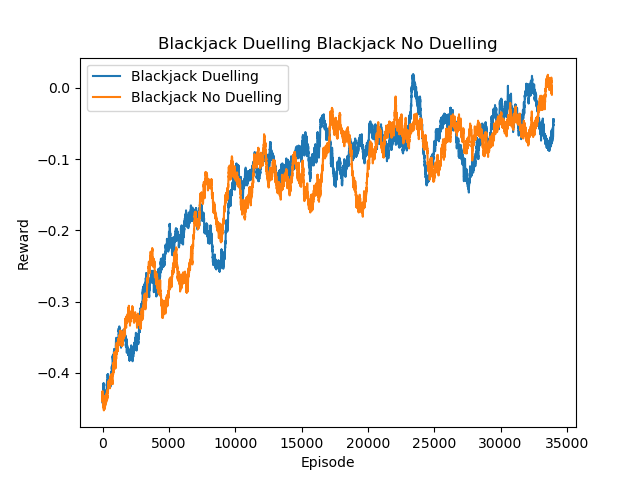 Blackjack Duelling Blackjack No Duelling
Blackjack Duelling
Blackjack No Duelling
0.0
−0.1
−0.2
−0.3
−0.4
Reward
0
5000
10000
15000
20000
25000
30000
35000
Episode